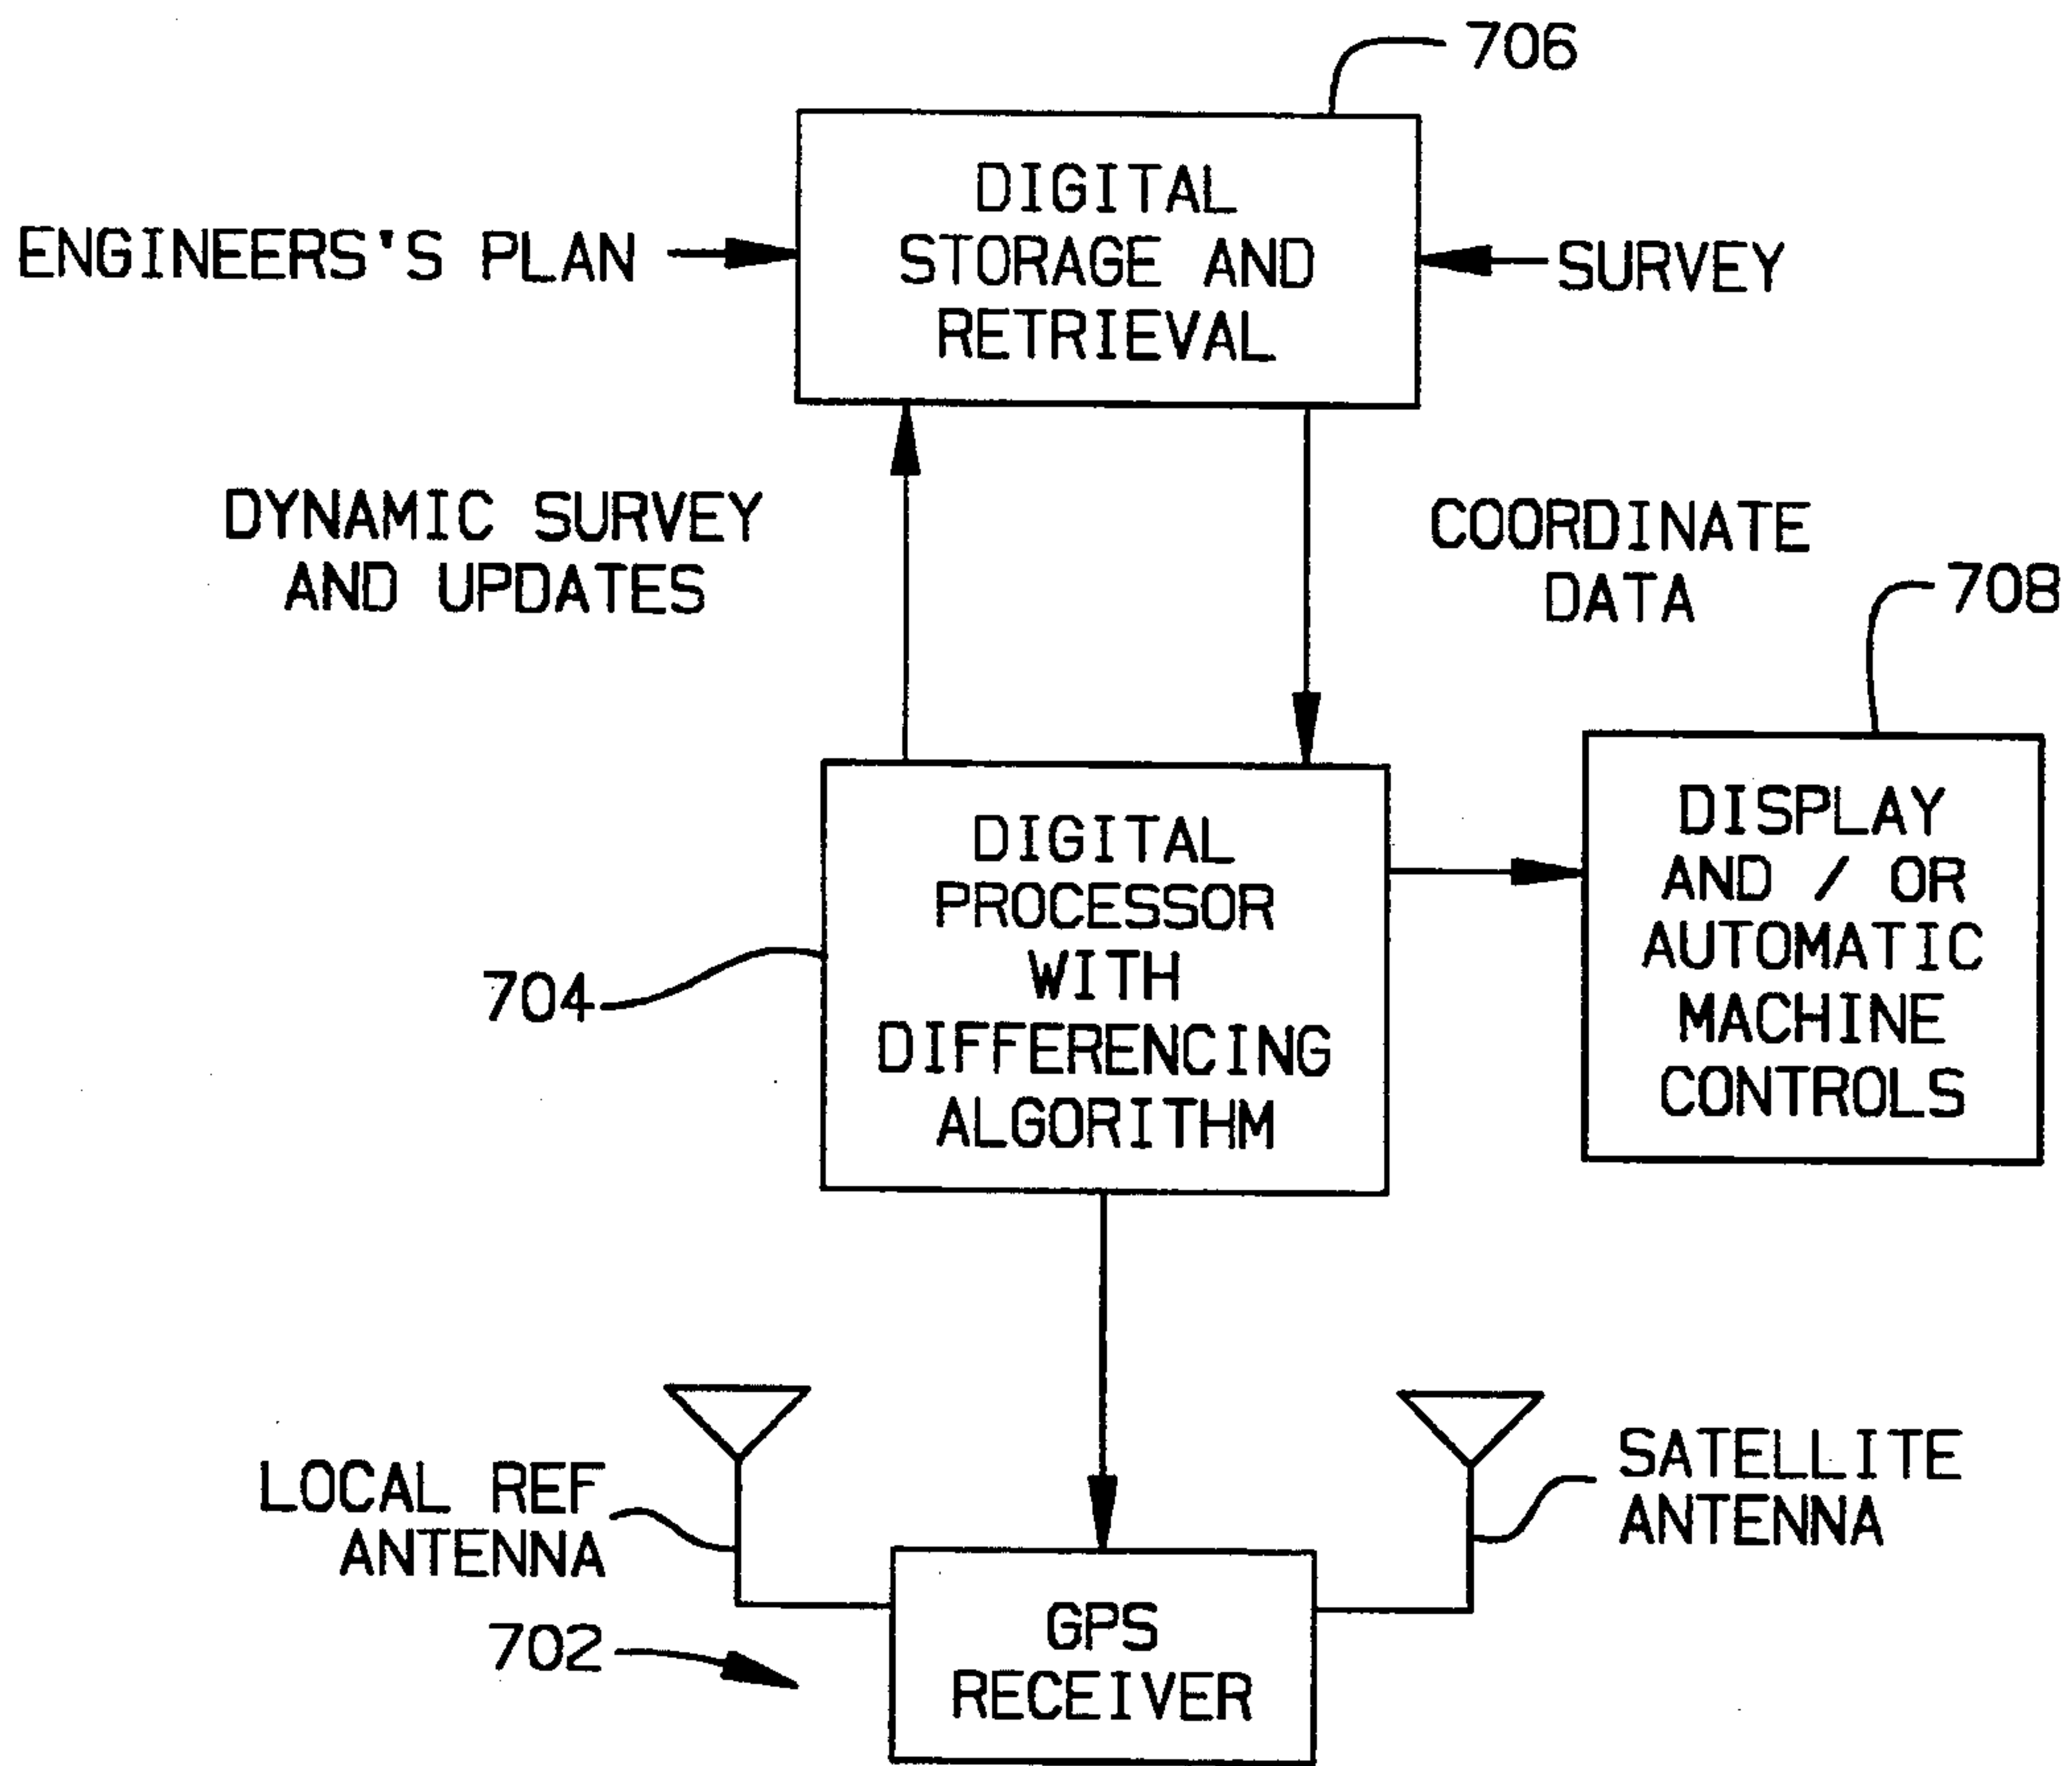 706
DIGITAL
STORAGE AND
RETRIEVAL
ENGINEERS'S PLAN
SURVEY
DYNAMIC SURVEY
AND UPDATES
COORDINATE
DATA
708
DIGITAL
PROCESSOR
WITH
DIFFERENCING
ALGORITHM
704
DISPLAY
AND / OR
AUTOMATIC
MACHINE
CONTROLS
LOCAL REF
ANTENNA
SATELLITE
ANTENNA
702
GPS
RECEIVER